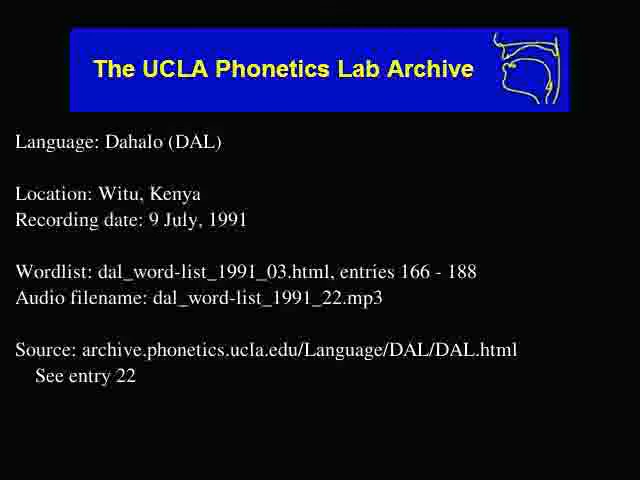 The UCLA Phonetics Lab Archive
Language: Dahalo (DAL)
Location: Witu, Kenya
Recording date: 9 July, 1991
Wordlist: dal_word-list_1991_03.html, entries 166 - 188
Audio filename: dal_word-list_1991_22.mp3
Source: archive.phonetics.ucla.edu/Language/DAL/DAL.html
See entry 22